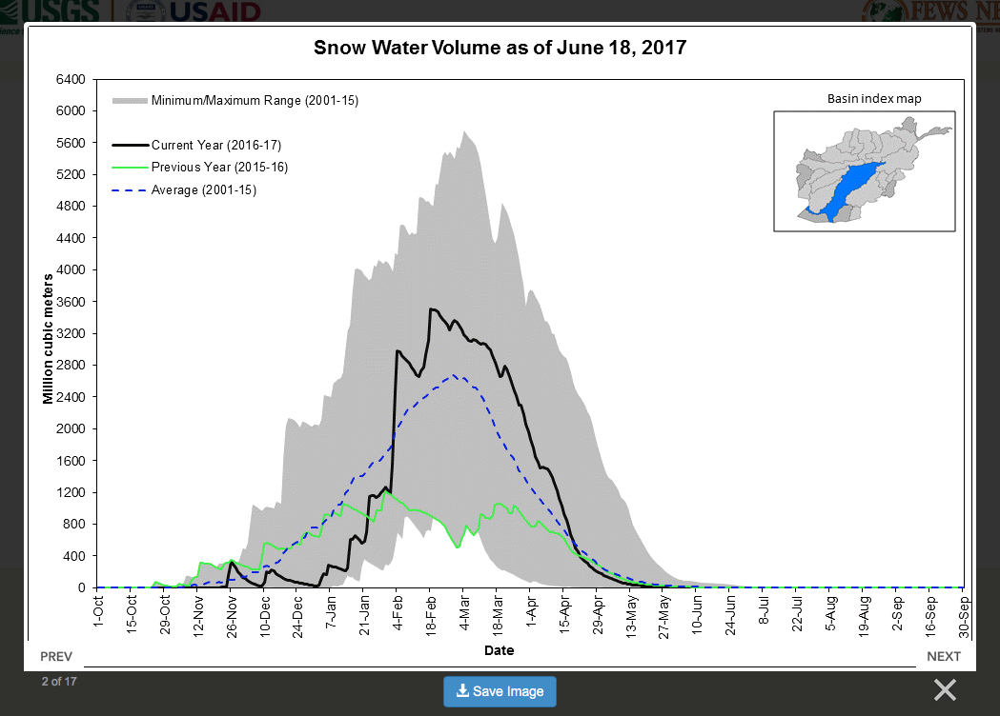 USGS
USAID
FEWS NE
Snow Water Volume as of June 18, 2017
6400
6000
5600
5200
4800
4400
4000
3600
3200
2800
2400
2000
1600
1200
800
400
0
Million cubic meters
Minimum/Maximum Range (2001-15)
Current Year (2016-17)
Previous Year (2015-16)
Average (2001-15)
Basin index map
1-Oct
15-Oct
29-Oct
12-Nov
26-Nov
10-Dec
24-Dec
7-Jan
21-Jan
4-Feb
18-Feb
4-Mar
18-Mar
1-Apr
15-Apr
29-Apr
13-May
27-May
10-Jun
24-Jun
8-Jul
22-Jul
5-Aug
19-Aug
2-Sep
16-Sep
30-Sep
Date
PREV
NEXT
2 of 17
Save Image